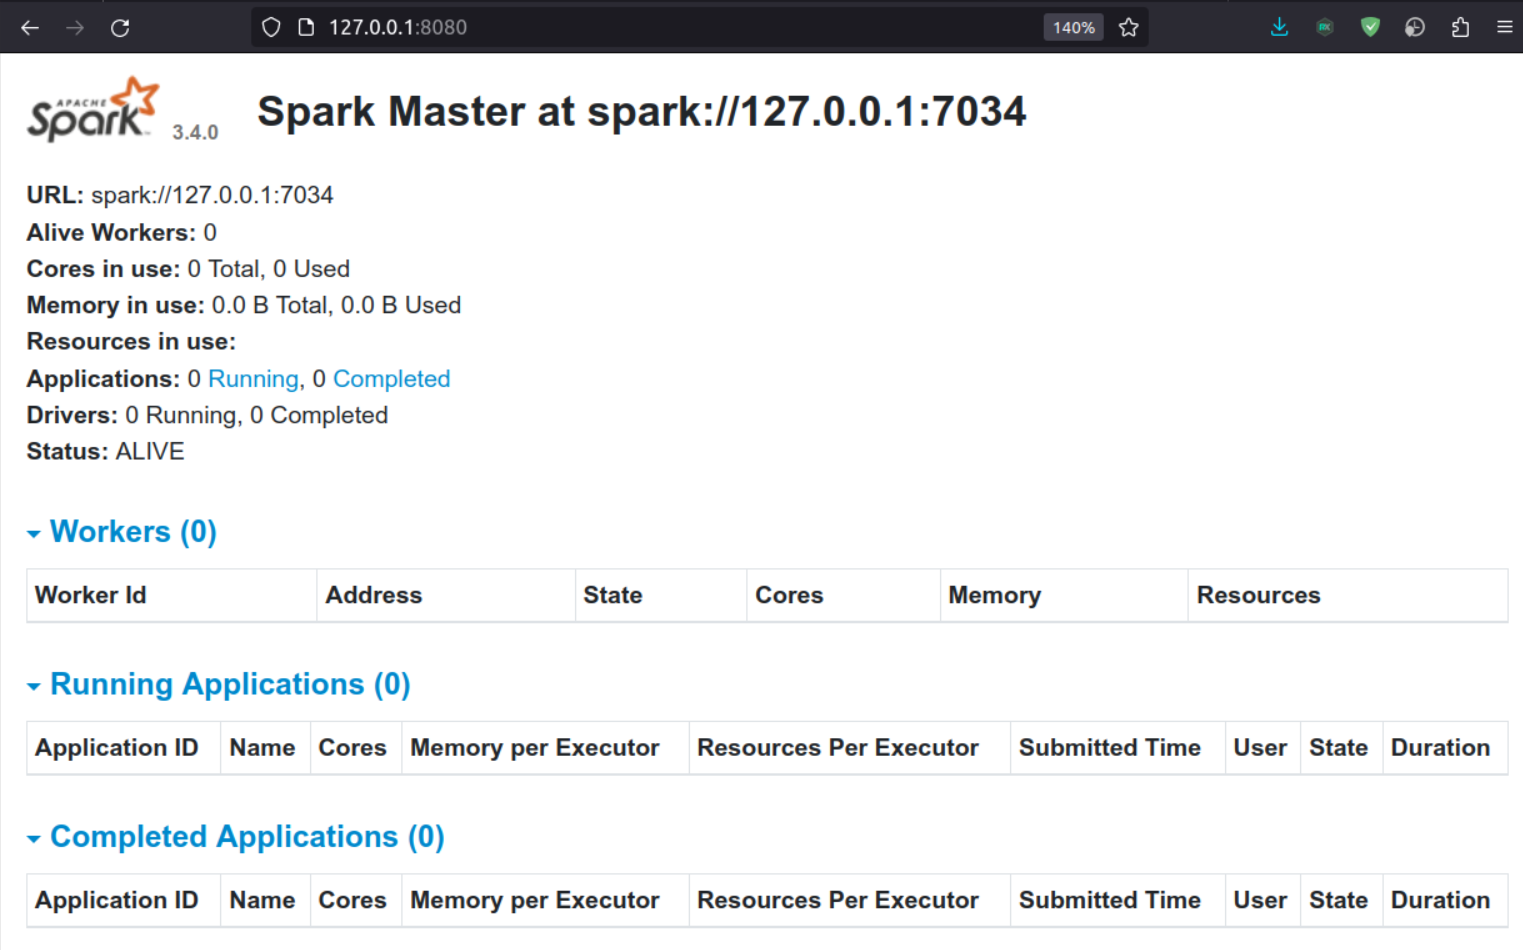 127.0.0.1:8080 140%
APACHE Spark™ 3.4.0 Spark Master at spark://127.0.0.1:7034
URL: spark://127.0.0.1:7034
Alive Workers: 0
Cores in use: 0 Total, 0 Used
Memory in use: 0.0 B Total, 0.0 B Used
Resources in use:
Applications: 0 Running, 0 Completed
Drivers: 0 Running, 0 Completed
Status: ALIVE
Workers (0)
Worker Id Address State Cores Memory Resources
Running Applications (0)
Application ID Name Cores Memory per Executor Resources Per Executor Submitted Time User State Duration
Completed Applications (0)
Application ID Name Cores Memory per Executor Resources Per Executor Submitted Time User State Duration